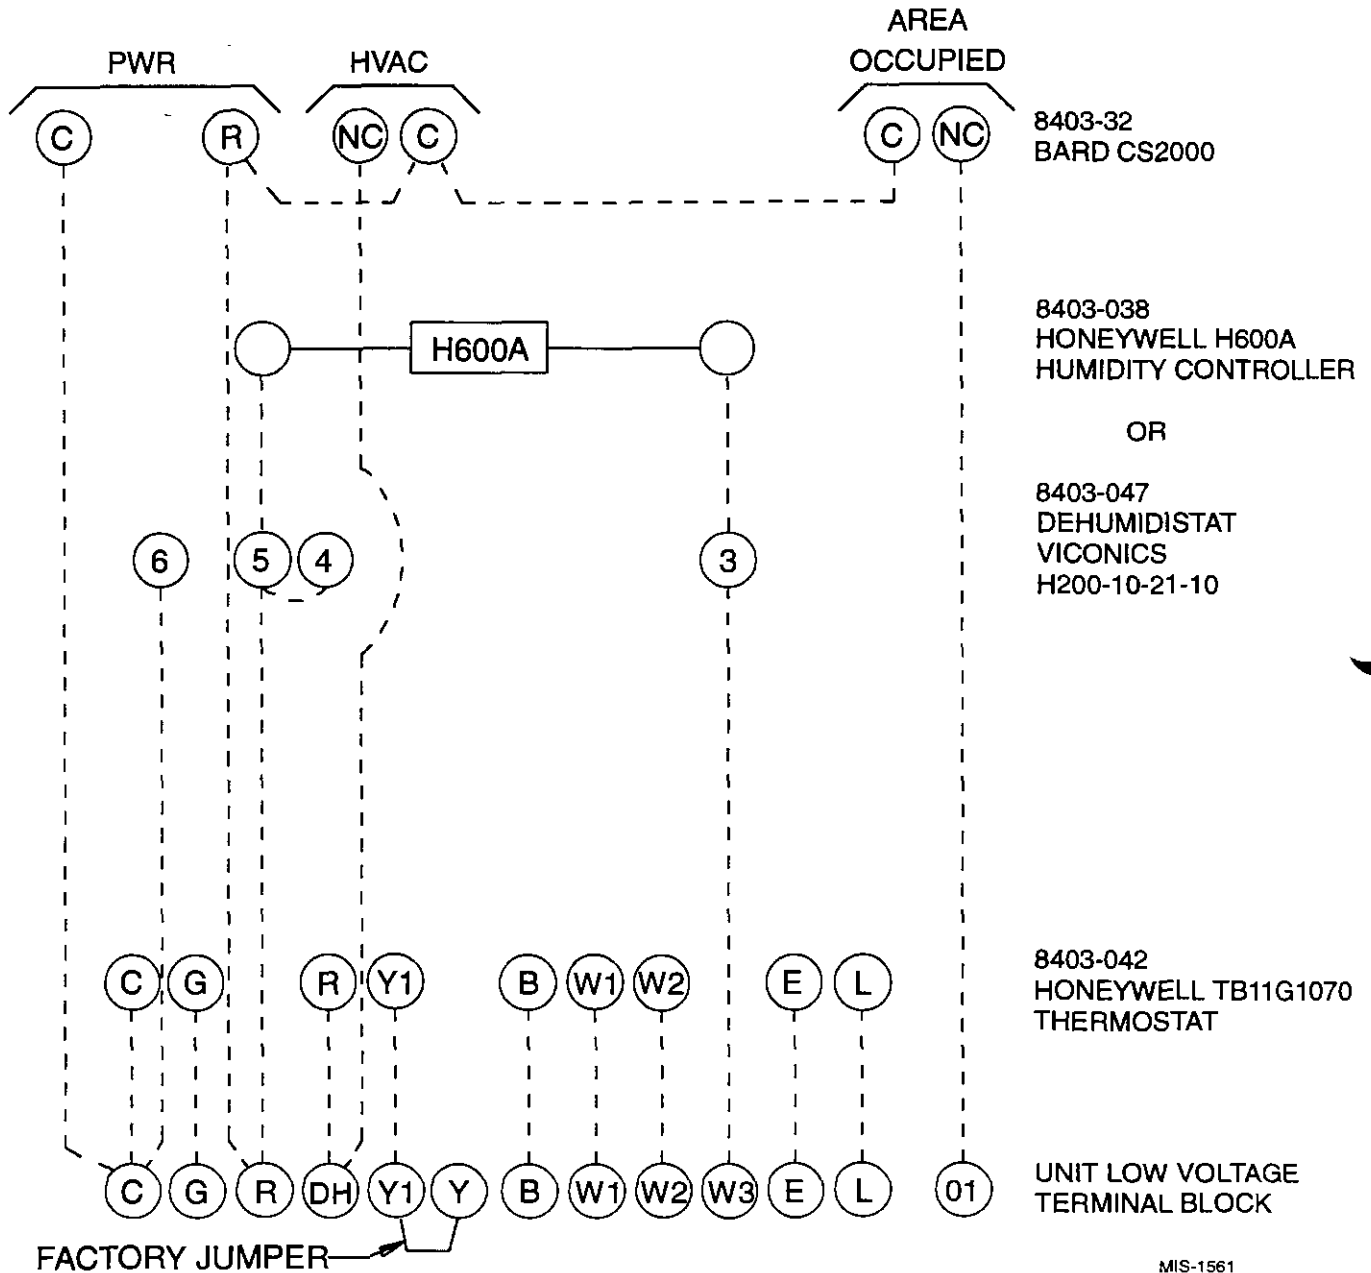 AREA
OCCUPIED
PWR
HVAC
C R NC C C NC
8403-32
BARD CS2000
H600A
8403-038
HONEYWELL H600A
HUMIDITY CONTROLLER
OR
8403-047
DEHUMIDISTAT
VICONICS
H200-10-21-10
6 5 4 3
C G R Y1 B W1 W2 E L
8403-042
HONEYWELL TB11G1070
THERMOSTAT
C G R DH Y1 Y B W1 W2 W3 E L 01
UNIT LOW VOLTAGE
TERMINAL BLOCK
FACTORY JUMPER
MIS-1561